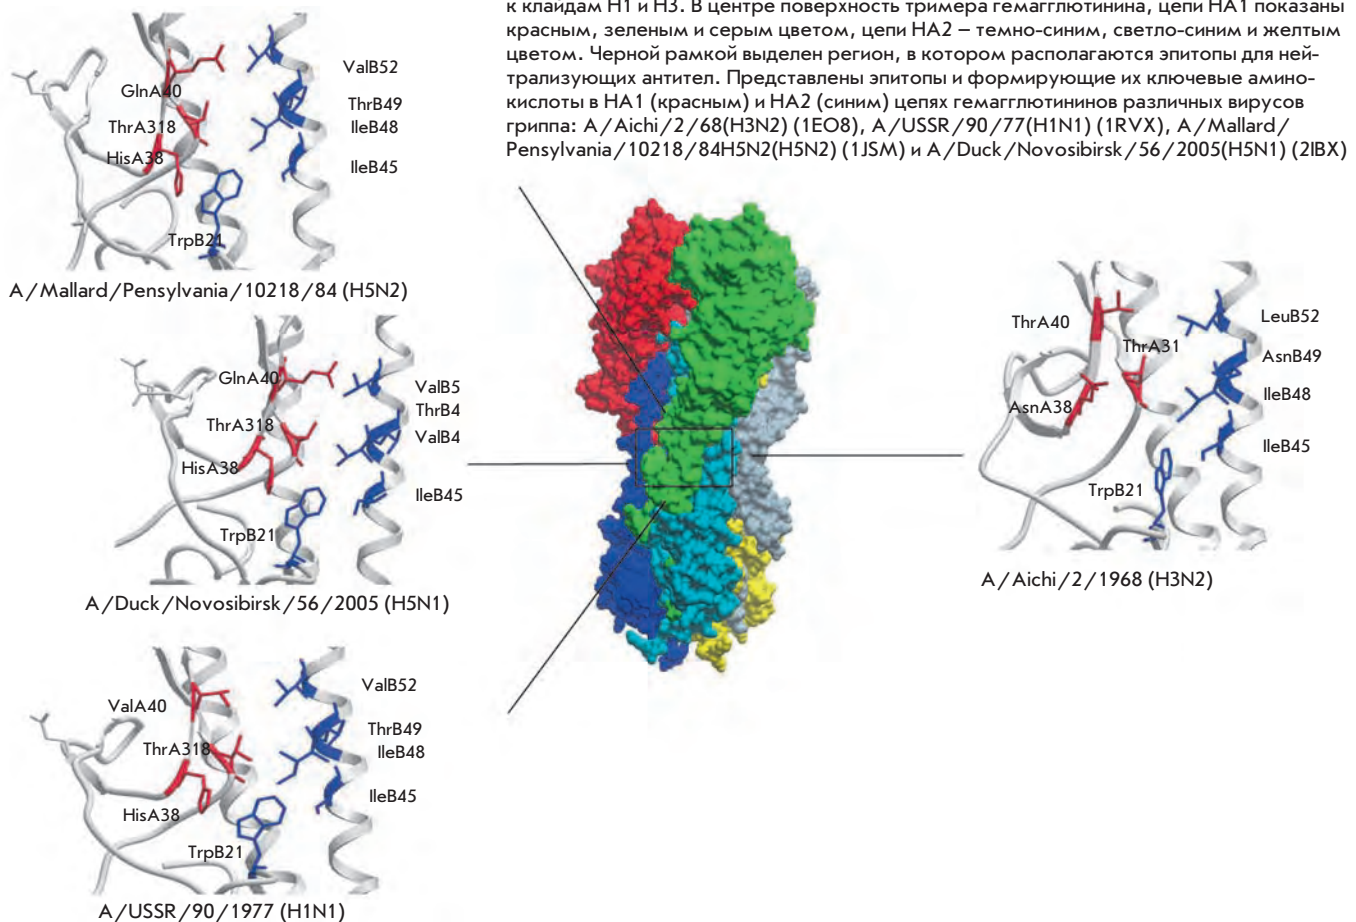 к клайдам H1 и H3. В центре поверхность тримера гемагглютинина, цепи HA1 показаны
красным, зеленым и серым цветом, цепи HA2 – темно-синим, светло-синим и желтым
цветом. Черной рамкой выделен регион, в котором располагаются эпитопы для ней-
трализующих антител. Представлены эпитопы и формирующие их ключевые амино-
кислоты в HA1 (красным) и HA2 (синим) цепях гемагглютининов различных вирусов
гриппа: A/Aichi/2/68(H3N2) (1EO8), A/USSR/90/77(H1N1) (1RVX), A/Mallard/
Pensylvania/10218/84H5N2(H5N2) (1JSM) и A/Duck/Novosibirsk/56/2005(H5N1) (2IBX)
ValB52
GlnA40
ThrB49
ThrA318
IleB48
HisA38
IleB45
TrpB21
A/Mallard/Pensylvania/10218/84 (H5N2)
GlnA40
ValB5
ThrB4
ThrA318
ValB4
HisA38
IleB45
TrpB21
A/Duck/Novosibirsk/56/2005 (H5N1)
ValB52
ValA40
ThrB49
ThrA318
IleB48
IleB45
HisA38
TrpB21
A/USSR/90/1977 (H1N1)
ThrA40
LeuB52
ThrA31
AsnB49
IleB48
AsnA38
IleB45
TrpB21
A/Aichi/2/1968 (H3N2)